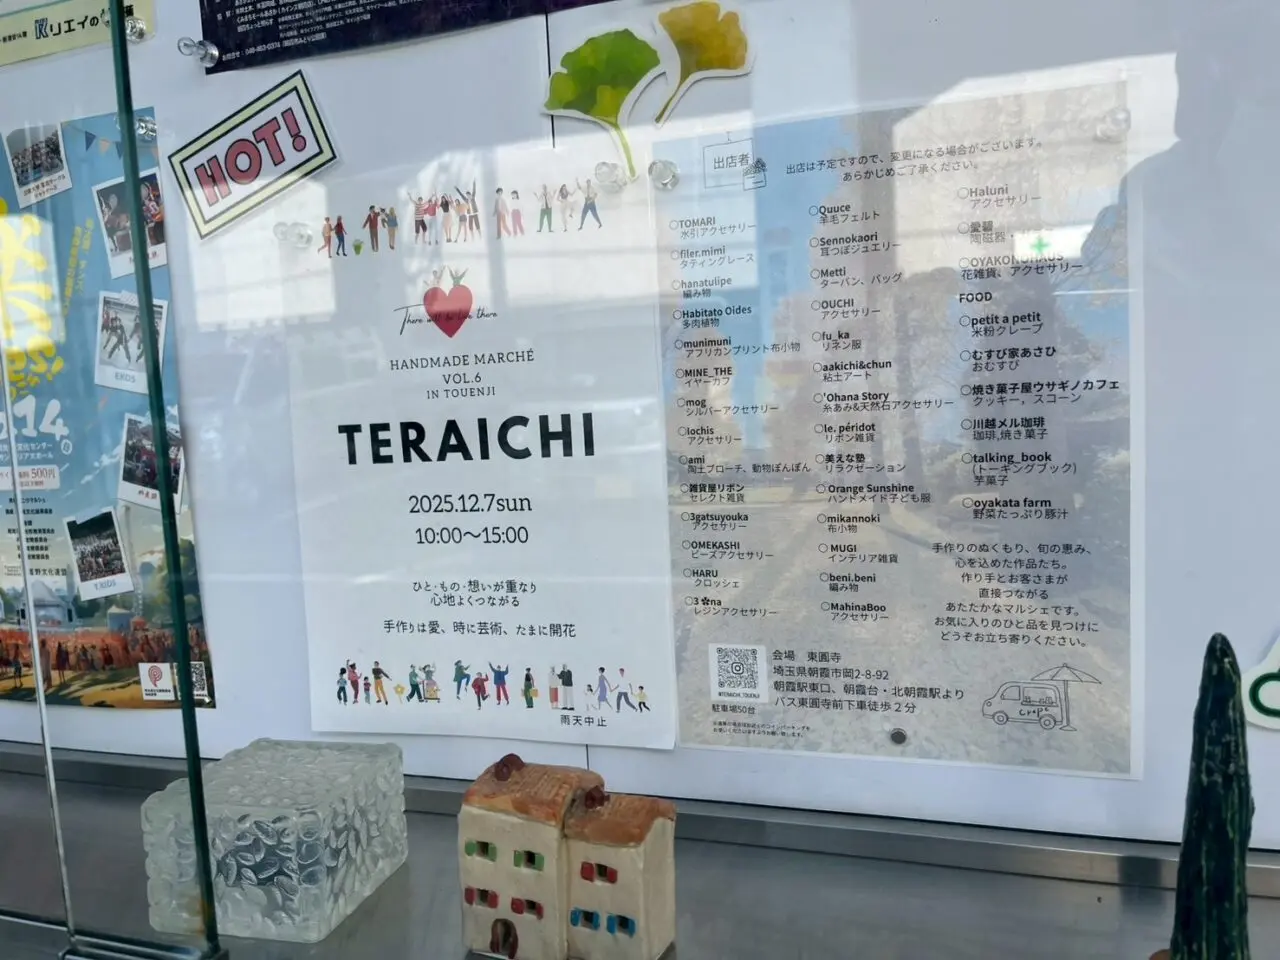 HOT!
There will be love there
HANDMADE MARCHÉ
VOL.6
IN TOUENJI
TERAICHI
2025.12.7sun
10:00〜15:00
ひと・もの・想いが重なり
心地よくつながる
手作りは愛、時に芸術、たまに開花
雨天中止
出店者
出店は予定ですので、変更になる場合がございます。
あらかじめご了承ください。
○TOMARI
水引アクセサリー
○filer.mimi
タティングレース
○hanatulipe
編み物
○Habitato Oides
多肉植物
○munimuni
アフリカンプリント布小物
○MINE_THE
イヤーカフ
○mog
シルバーアクセサリー
○lochis
アクセサリー
○ami
陶土ブローチ、動物ぽんぽん
○雑貨屋リボン
セレクト雑貨
○3gatsuyouka
アクセサリー
○OMEKASHI
ビーズアクセサリー
○HARU
クロッシェ
○3✿na
レジンアクセサリー
○Quuce
羊毛フェルト
○Sennokaori
耳つぼジュエリー
○Metti
ターバン、バッグ
○OUCHI
アクセサリー
○fu_ka
リネン服
○aakichi&chun
粘土アート
○'Ohana Story
糸あみ&天然石アクセサリー
○le. péridot
リボン雑貨
○美えな塾
リラクゼーション
○Orange Sunshine
ハンドメイド子ども服
○mikannoki
布小物
○MUGI
インテリア雑貨
○beni.beni
編み物
○MahinaBoo
アクセサリー
○Haluni
アクセサリー
○愛碧
陶磁器・
○OYAKONOHAUS
花雑貨、アクセサリー
FOOD
○petit a petit
米粉クレープ
○むすび家あさひ
おむすび
○焼き菓子屋ウサギノカフェ
クッキー，スコーン
○川越メル珈琲
珈琲,焼き菓子
○talking_book
(トーキングブック)
芋菓子
○oyakata farm
野菜たっぷり豚汁
手作りのぬくもり、旬の恵み、
心を込めた作品たち。
作り手とお客さまが
直接つながる
あたたかなマルシェです。
お気に入りのひと品を見つけに
どうぞお立ち寄りください。
@TERAICHI_TOUENJI
駐車場50台
会場　東圓寺
埼玉県朝霞市岡2-8-92
朝霞駅東口、朝霞台・北朝霞駅より
バス東圓寺前下車徒歩２分
Crepe
14
500円
EKOS
Y.KIDS